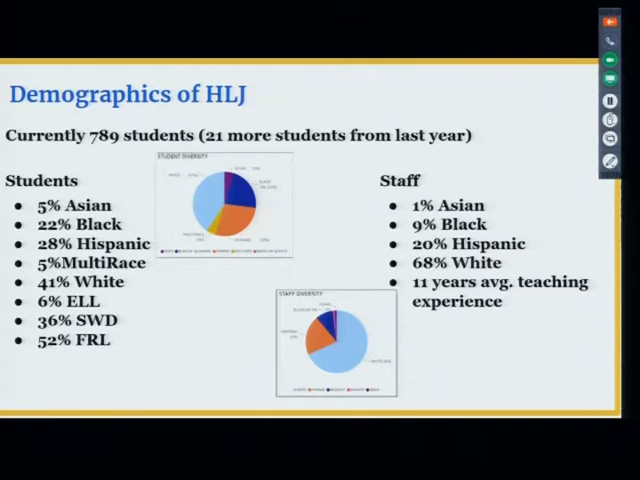 Demographics of HLJ
Currently 789 students (21 more students from last year)
STUDENT DIVERSITY
Students
5% Asian
22% Black
28% Hispanic
5%MultiRace
41% White
6% ELL
36% SWD
52% FRL
Staff
1% Asian
9% Black
20% Hispanic
68% White
11 years avg. teaching
experience
STAFF DIVERSITY